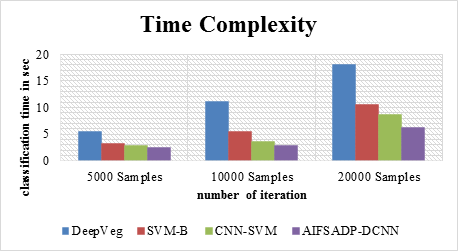 Time Complexity
classification time in sec
20
15
10
5
0
5000 Samples 10000 Samples 20000 Samples
number of iteration
DeepVeg SVM-B CNN-SVM AIFSADP-DCNN